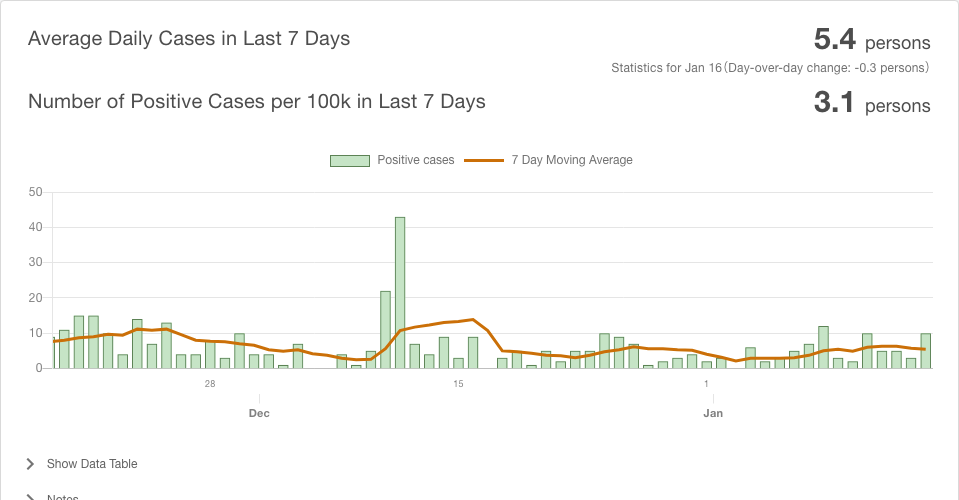 Average Daily Cases in Last 7 Days
5.4 persons
Statistics for Jan 16(Day-over-day change: -0.3 persons)
Number of Positive Cases per 100k in Last 7 Days
3.1 persons
Positive cases
7 Day Moving Average
50
40
30
20
10
0
28
15
1
Dec
Jan
Show Data Table
Notes